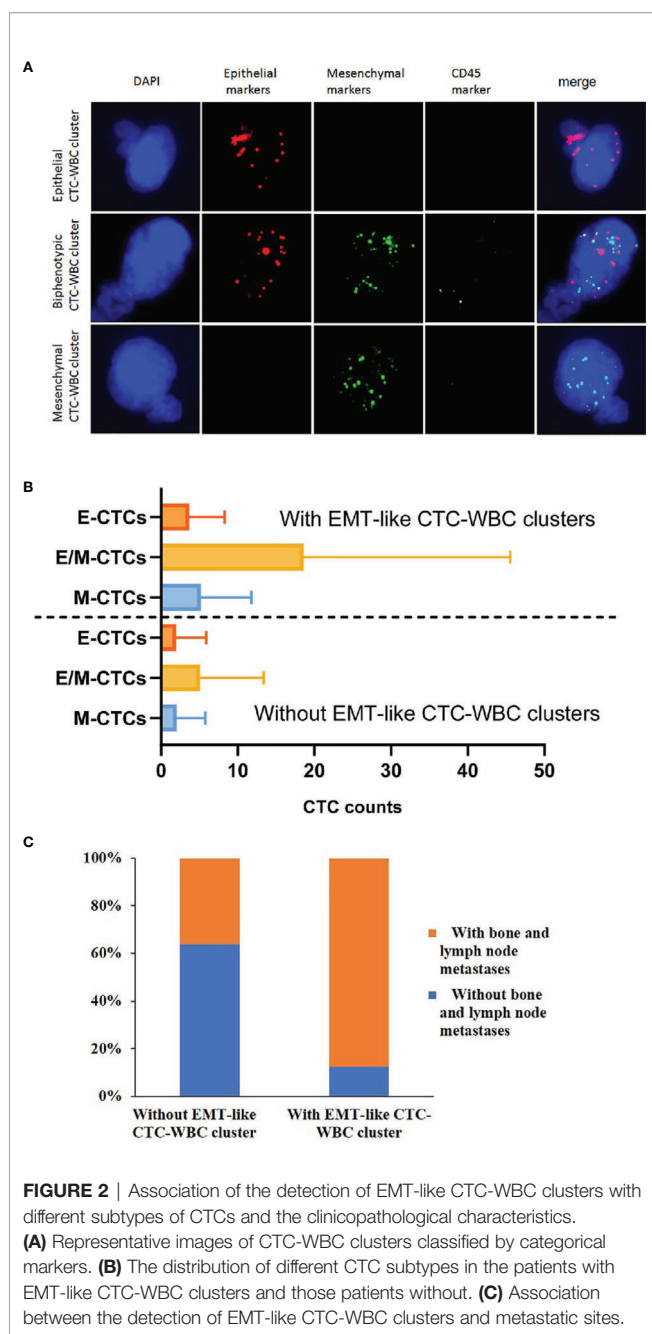 A
DAPI
Epithelial markers
Mesenchymal markers
CD45 marker
merge
Epithelial CTC-WBC cluster
Biphenotypic CTC-WBC cluster
Mesenchymal CTC-WBC cluster
B
E-CTCs
With EMT-like CTC-WBC clusters
E/M-CTCs
M-CTCs
E-CTCs
E/M-CTCs
M-CTCs
Without EMT-like CTC-WBC clusters
0 10 20 30 40 50
CTC counts
C
100%
80%
60%
40%
20%
0%
With bone and
lymph node
metastases
Without bone
and lymph node
metastases
Without EMT-like
CTC-WBC cluster
With EMT-like CTC-
WBC cluster
FIGURE 2 | Association of the detection of EMT-like CTC-WBC clusters with
different subtypes of CTCs and the clinicopathological characteristics.
(A) Representative images of CTC-WBC clusters classified by categorical
markers. (B) The distribution of different CTC subtypes in the patients with
EMT-like CTC-WBC clusters and those patients without. (C) Association
between the detection of EMT-like CTC-WBC clusters and metastatic sites.